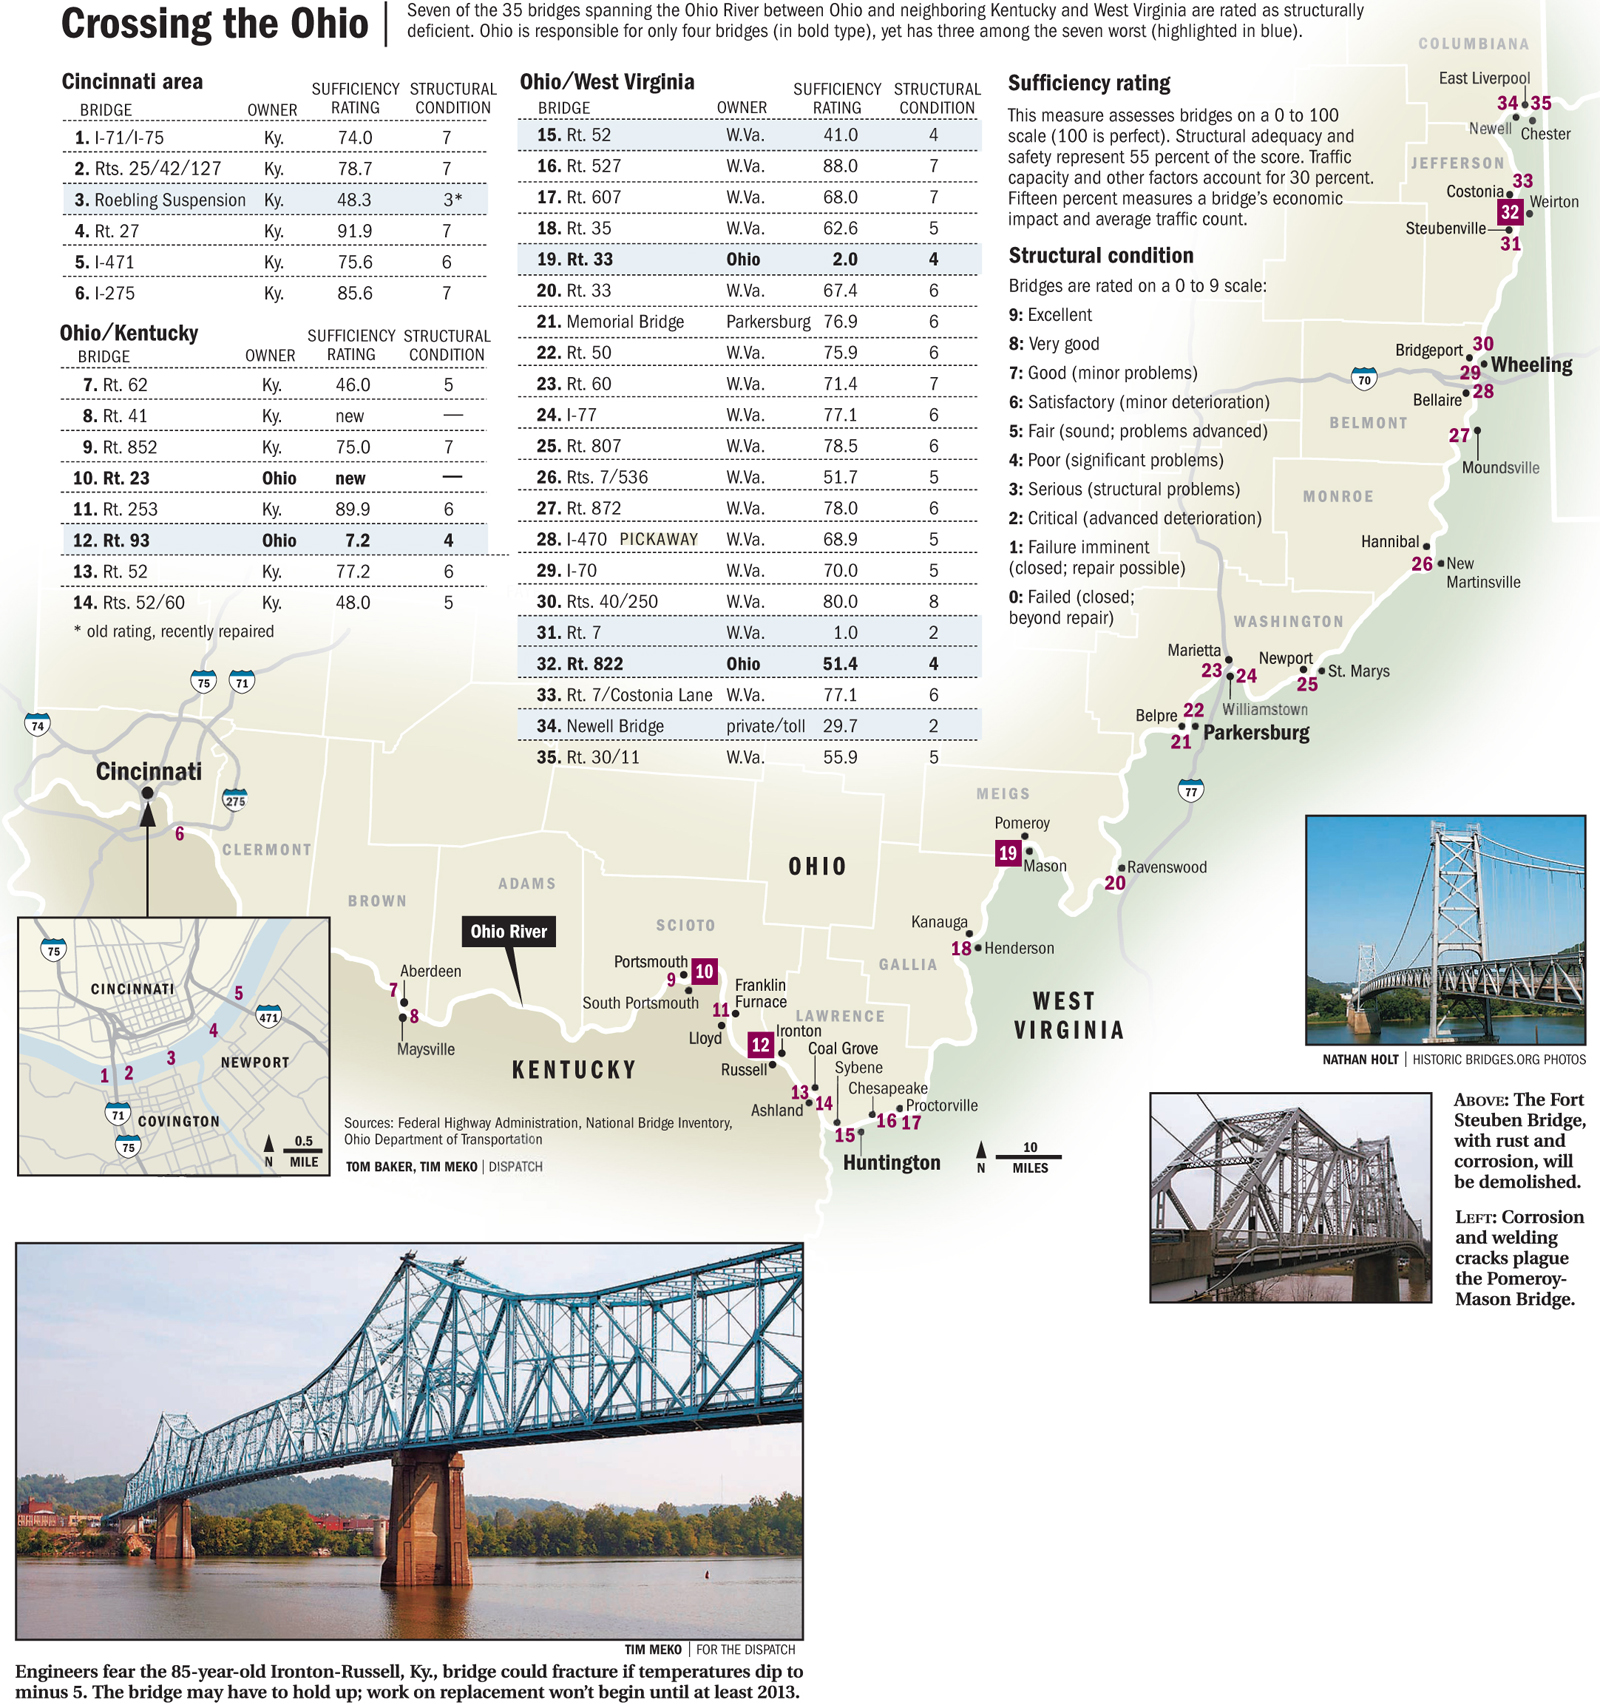 Crossing the Ohio
Seven of the 35 bridges spanning the Ohio River between Ohio and neighboring Kentucky and West Virginia are rated as structurally
deficient. Ohio is responsible for only four bridges (in bold type), yet has three among the seven worst (highlighted in blue).
Cincinnati area
BRIDGE OWNER SUFFICIENCY RATING STRUCTURAL CONDITION
1. I-71/I-75 Ky. 74.0 7
2. Rts. 25/42/127 Ky. 78.7 7
3. Roebling Suspension Ky. 48.3 3*
4. Rt. 27 Ky. 91.9 7
5. I-471 Ky. 75.6 6
6. I-275 Ky. 85.6 7
Ohio/Kentucky
BRIDGE OWNER SUFFICIENCY RATING STRUCTURAL CONDITION
7. Rt. 62 Ky. 46.0 5
8. Rt. 41 Ky. new —
9. Rt. 852 Ky. 75.0 7
10. Rt. 23 Ohio new —
11. Rt. 253 Ky. 89.9 6
12. Rt. 93 Ohio 7.2 4
13. Rt. 52 Ky. 77.2 6
14. Rts. 52/60 Ky. 48.0 5
* old rating, recently repaired
Ohio/West Virginia
BRIDGE OWNER SUFFICIENCY RATING STRUCTURAL CONDITION
15. Rt. 52 W.Va. 41.0 4
16. Rt. 527 W.Va. 88.0 7
17. Rt. 607 W.Va. 68.0 7
18. Rt. 35 W.Va. 62.6 5
19. Rt. 33 Ohio 2.0 4
20. Rt. 33 W.Va. 67.4 6
21. Memorial Bridge Parkersburg 76.9 6
22. Rt. 50 W.Va. 75.9 6
23. Rt. 60 W.Va. 71.4 7
24. I-77 W.Va. 77.1 6
25. Rt. 807 W.Va. 78.5 6
26. Rts. 7/536 W.Va. 51.7 5
27. Rt. 872 W.Va. 78.0 6
28. I-470 PICKAWAY W.Va. 68.9 5
29. I-70 W.Va. 70.0 5
30. Rts. 40/250 W.Va. 80.0 8
31. Rt. 7 W.Va. 1.0 2
32. Rt. 822 Ohio 51.4 4
33. Rt. 7/Costonia Lane W.Va. 77.1 6
34. Newell Bridge private/toll 29.7 2
35. Rt. 30/11 W.Va. 55.9 5
Sufficiency rating
This measure assesses bridges on a 0 to 100
scale (100 is perfect). Structural adequacy and
safety represent 55 percent of the score. Traffic
capacity and other factors account for 30 percent.
Fifteen percent measures a bridge's economic
impact and average traffic count.
Structural condition
Bridges are rated on a 0 to 9 scale:
9: Excellent
8: Very good
7: Good (minor problems)
6: Satisfactory (minor deterioration)
5: Fair (sound; problems advanced)
4: Poor (significant problems)
3: Serious (structural problems)
2: Critical (advanced deterioration)
1: Failure imminent
(closed; repair possible)
0: Failed (closed;
beyond repair)
COLUMBIANA
East Liverpool
34 35
Newell
Chester
JEFFERSON
33
Costonia
Weirton
32
Steubenville
31
30
Bridgeport
Wheeling
29
70
28
Bellaire
BELMONT
27
Moundsville
MONROE
Hannibal
26
New
Martinsville
WASHINGTON
Marietta
23 24
Newport
St. Marys
25
Williamstown
Belpre
22
21
Parkersburg
77
MEIGS
Pomeroy
19
Mason
Ravenswood
20
OHIO
Kanauga
18
Henderson
GALLIA
WEST
VIRGINIA
75
71
74
Cincinnati
275
6
CLERMONT
BROWN
ADAMS
Ohio River
SCIOTO
Portsmouth
9
10
South Portsmouth
Franklin
Furnace
11
Lloyd
LAWRENCE
Ironton
12
Russell
Coal Grove
Sybene
13
14
Ashland
Chesapeake
Proctorville
16 17
15
Huntington
Aberdeen
7
8
Maysville
KENTUCKY
N
10
MILES
75
CINCINNATI
5
471
4
3
NEWPORT
1 2
71
COVINGTON
75
N
0.5
MILE
Sources: Federal Highway Administration, National Bridge Inventory,
Ohio Department of Transportation
TOM BAKER, TIM MEKO | DISPATCH
NATHAN HOLT | HISTORIC BRIDGES.ORG PHOTOS
ABOVE: The Fort
Steuben Bridge,
with rust and
corrosion, will
be demolished.
LEFT: Corrosion
and welding
cracks plague
the Pomeroy-
Mason Bridge.
TIM MEKO | FOR THE DISPATCH
Engineers fear the 85-year-old Ironton-Russell, Ky., bridge could fracture if temperatures dip to
minus 5. The bridge may have to hold up; work on replacement won't begin until at least 2013.